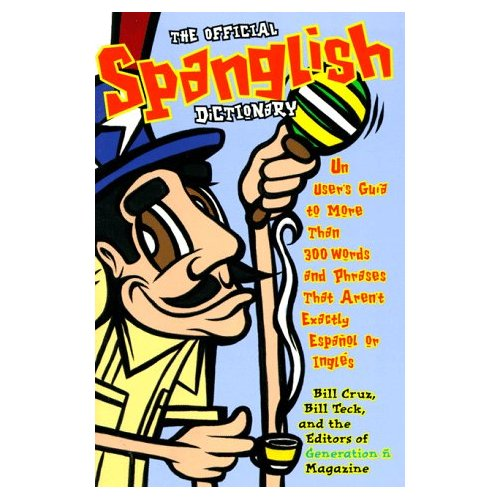 The Official
Spanglish
Dictionary
Un
User's Guia
to More
Than
300 Words
and Phrases
That Aren't
Exactly
Español or
Inglés
Bill Cruz,
Bill Teck,
and the
Editors of
Generation ñ
Magazine